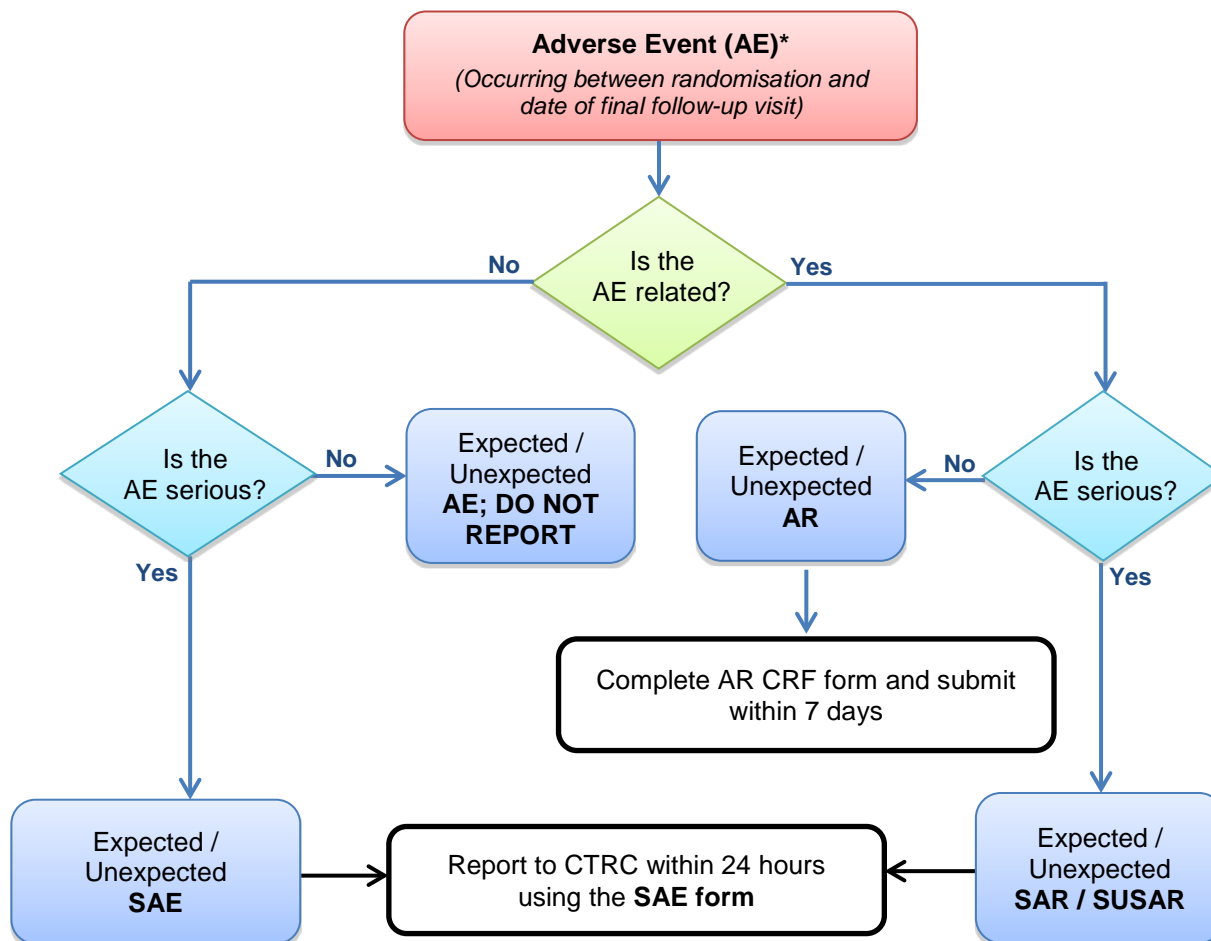 Adverse Event (AE)*
(Occurring between randomisation and
date of final follow-up visit)
No
Is the
AE related?
Yes
Is the
AE serious?
No
Expected /
Unexpected
AE; DO NOT
REPORT
Expected /
Unexpected
AR
No
Is the
AE serious?
Yes
Yes
Complete AR CRF form and submit
within 7 days
Expected /
Unexpected
SAE
Report to CTRC within 24 hours
using the SAE form
Expected /
Unexpected
SAR / SUSAR